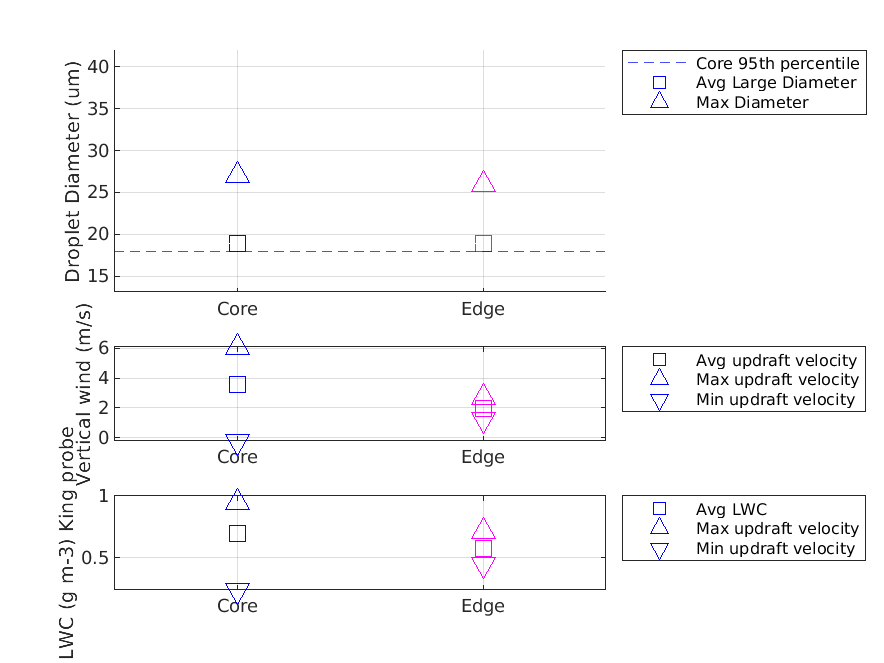 Droplet Diameter (um)
40
35
30
25
20
15
Core
Edge
Core 95th percentile
Avg Large Diameter
Max Diameter
Vertical wind (m/s)
6
4
2
0
Core
Edge
Avg updraft velocity
Max updraft velocity
Min updraft velocity
LWC (g m-3) King probe
1
0.5
Core
Edge
Avg LWC
Max updraft velocity
Min updraft velocity